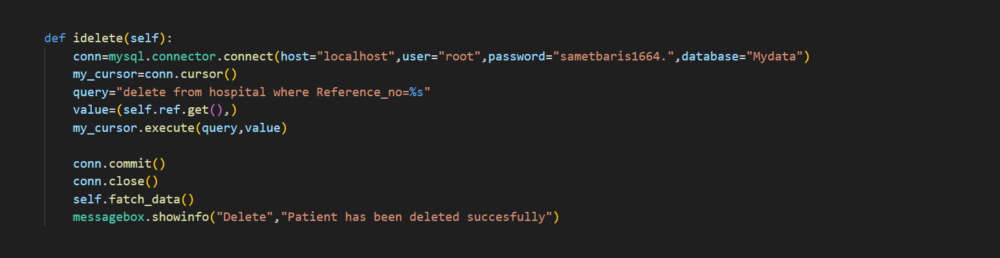 def idelete(self):
    conn=mysql.connector.connect(host="localhost",user="root",password="sametbaris1664.",database="Mydata")
    my_cursor=conn.cursor()
    query="delete from hospital where Reference_no=%s"
    value=(self.ref.get(),)
    my_cursor.execute(query,value)

    conn.commit()
    conn.close()
    self.fatch_data()
    messagebox.showinfo("Delete","Patient has been deleted succesfully")